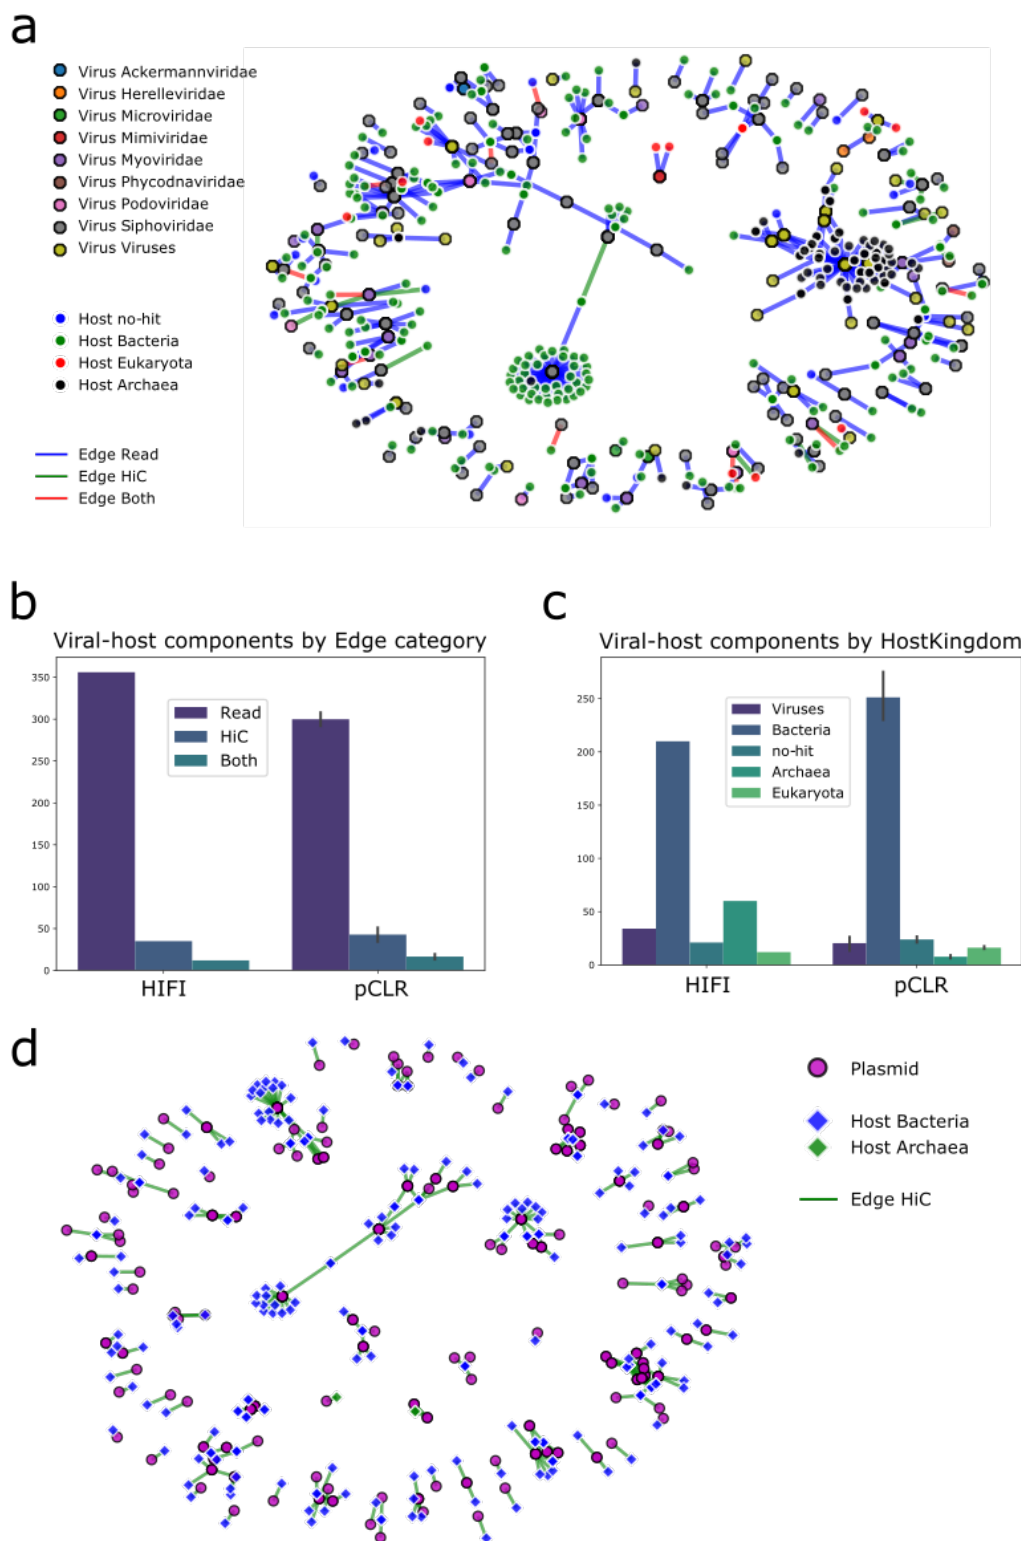 a
Virus Ackermannviridae
Virus Herelleviridae
Virus Microviridae
Virus Mimiviridae
Virus Myoviridae
Virus Phycodnaviridae
Virus Podoviridae
Virus Siphoviridae
Virus Viruses
Host no-hit
Host Bacteria
Host Eukaryota
Host Archaea
Edge Read
Edge HiC
Edge Both
b
Viral-host components by Edge category
350
300
250
200
150
100
50
0
Read
HiC
Both
HIFI
pCLR
c
Viral-host components by HostKingdom
250
200
150
100
50
0
Viruses
Bacteria
no-hit
Archaea
Eukaryota
HIFI
pCLR
d
Plasmid
Host Bacteria
Host Archaea
Edge HiC